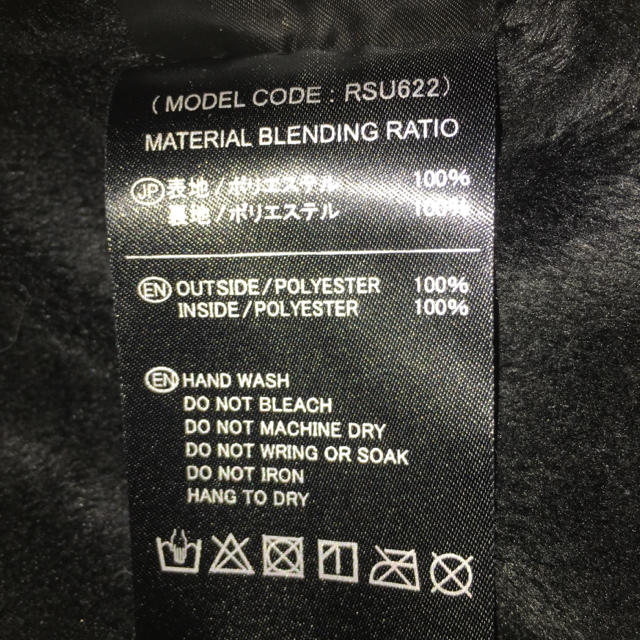 ( MODEL CODE : RSU622)
MATERIAL BLENDING RATIO
JP 表地/ポリエステル 100%
裏地/ポリエステル 100%
EN OUTSIDE/POLYESTER 100%
INSIDE/POLYESTER 100%
EN HAND WASH
DO NOT BLEACH
DO NOT MACHINE DRY
DO NOT WRING OR SOAK
DO NOT IRON
HANG TO DRY